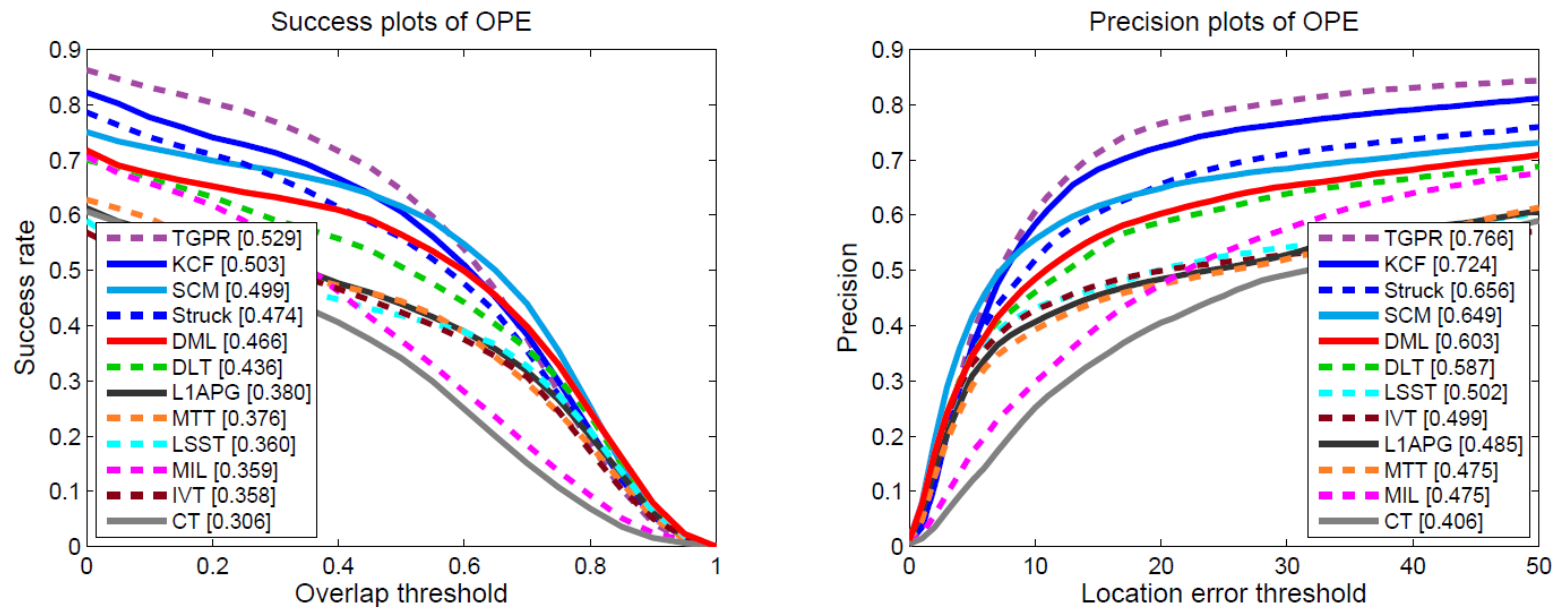 Success plots of OPE
Success rate
0.9
0.8
0.7
0.6
0.5
0.4
0.3
0.2
0.1
0
TGPR [0.529]
KCF [0.503]
SCM [0.499]
Struck [0.474]
DML [0.466]
DLT [0.436]
L1APG [0.380]
MTT [0.376]
LSST [0.360]
MIL [0.359]
IVT [0.358]
CT [0.306]
0 0.2 0.4 0.6 0.8 1
Overlap threshold
Precision plots of OPE
Precision
0.9
0.8
0.7
0.6
0.5
0.4
0.3
0.2
0.1
0
TGPR [0.766]
KCF [0.724]
Struck [0.656]
SCM [0.649]
DML [0.603]
DLT [0.587]
LSST [0.502]
IVT [0.499]
L1APG [0.485]
MTT [0.475]
MIL [0.475]
CT [0.406]
0 10 20 30 40 50
Location error threshold